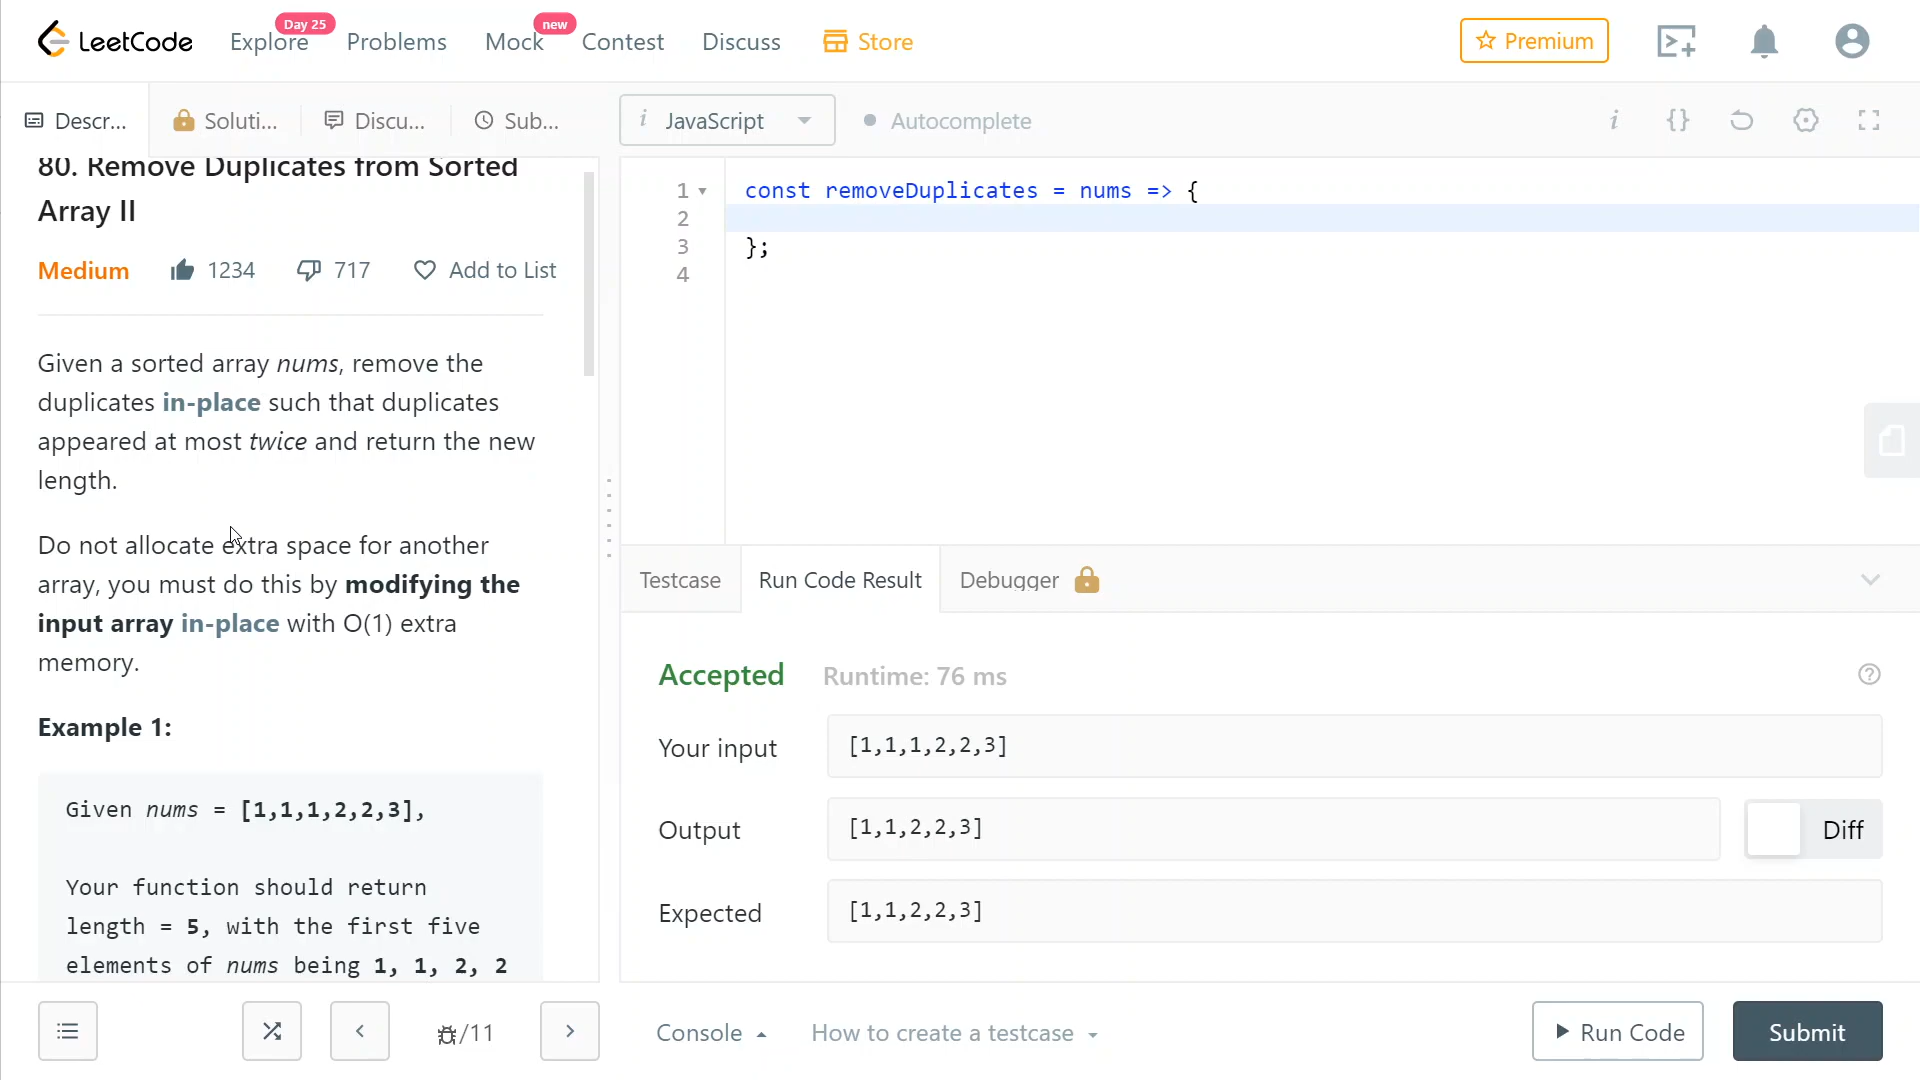 LeetCode
Explore
Day 25
Problems
Mock
new
Contest
Discuss
Store
Premium
Descr...
Soluti...
Discu...
Sub...
i JavaScript
Autocomplete
80. Remove Duplicates from Sorted
Array II
Medium
1234
717
Add to List
Given a sorted array nums, remove the
duplicates in-place such that duplicates
appeared at most twice and return the new
length.
Do not allocate extra space for another
array, you must do this by modifying the
input array in-place with O(1) extra
memory.
Example 1:
Given nums = [1,1,1,2,2,3],
Your function should return
length = 5, with the first five
elements of nums being 1, 1, 2, 2
/11
1 const removeDuplicates = nums => {
2
3 };
4
Testcase
Run Code Result
Debugger
Accepted
Runtime: 76 ms
Your input
[1,1,1,2,2,3]
Output
[1,1,2,2,3]
Diff
Expected
[1,1,2,2,3]
Console
How to create a testcase
Run Code
Submit